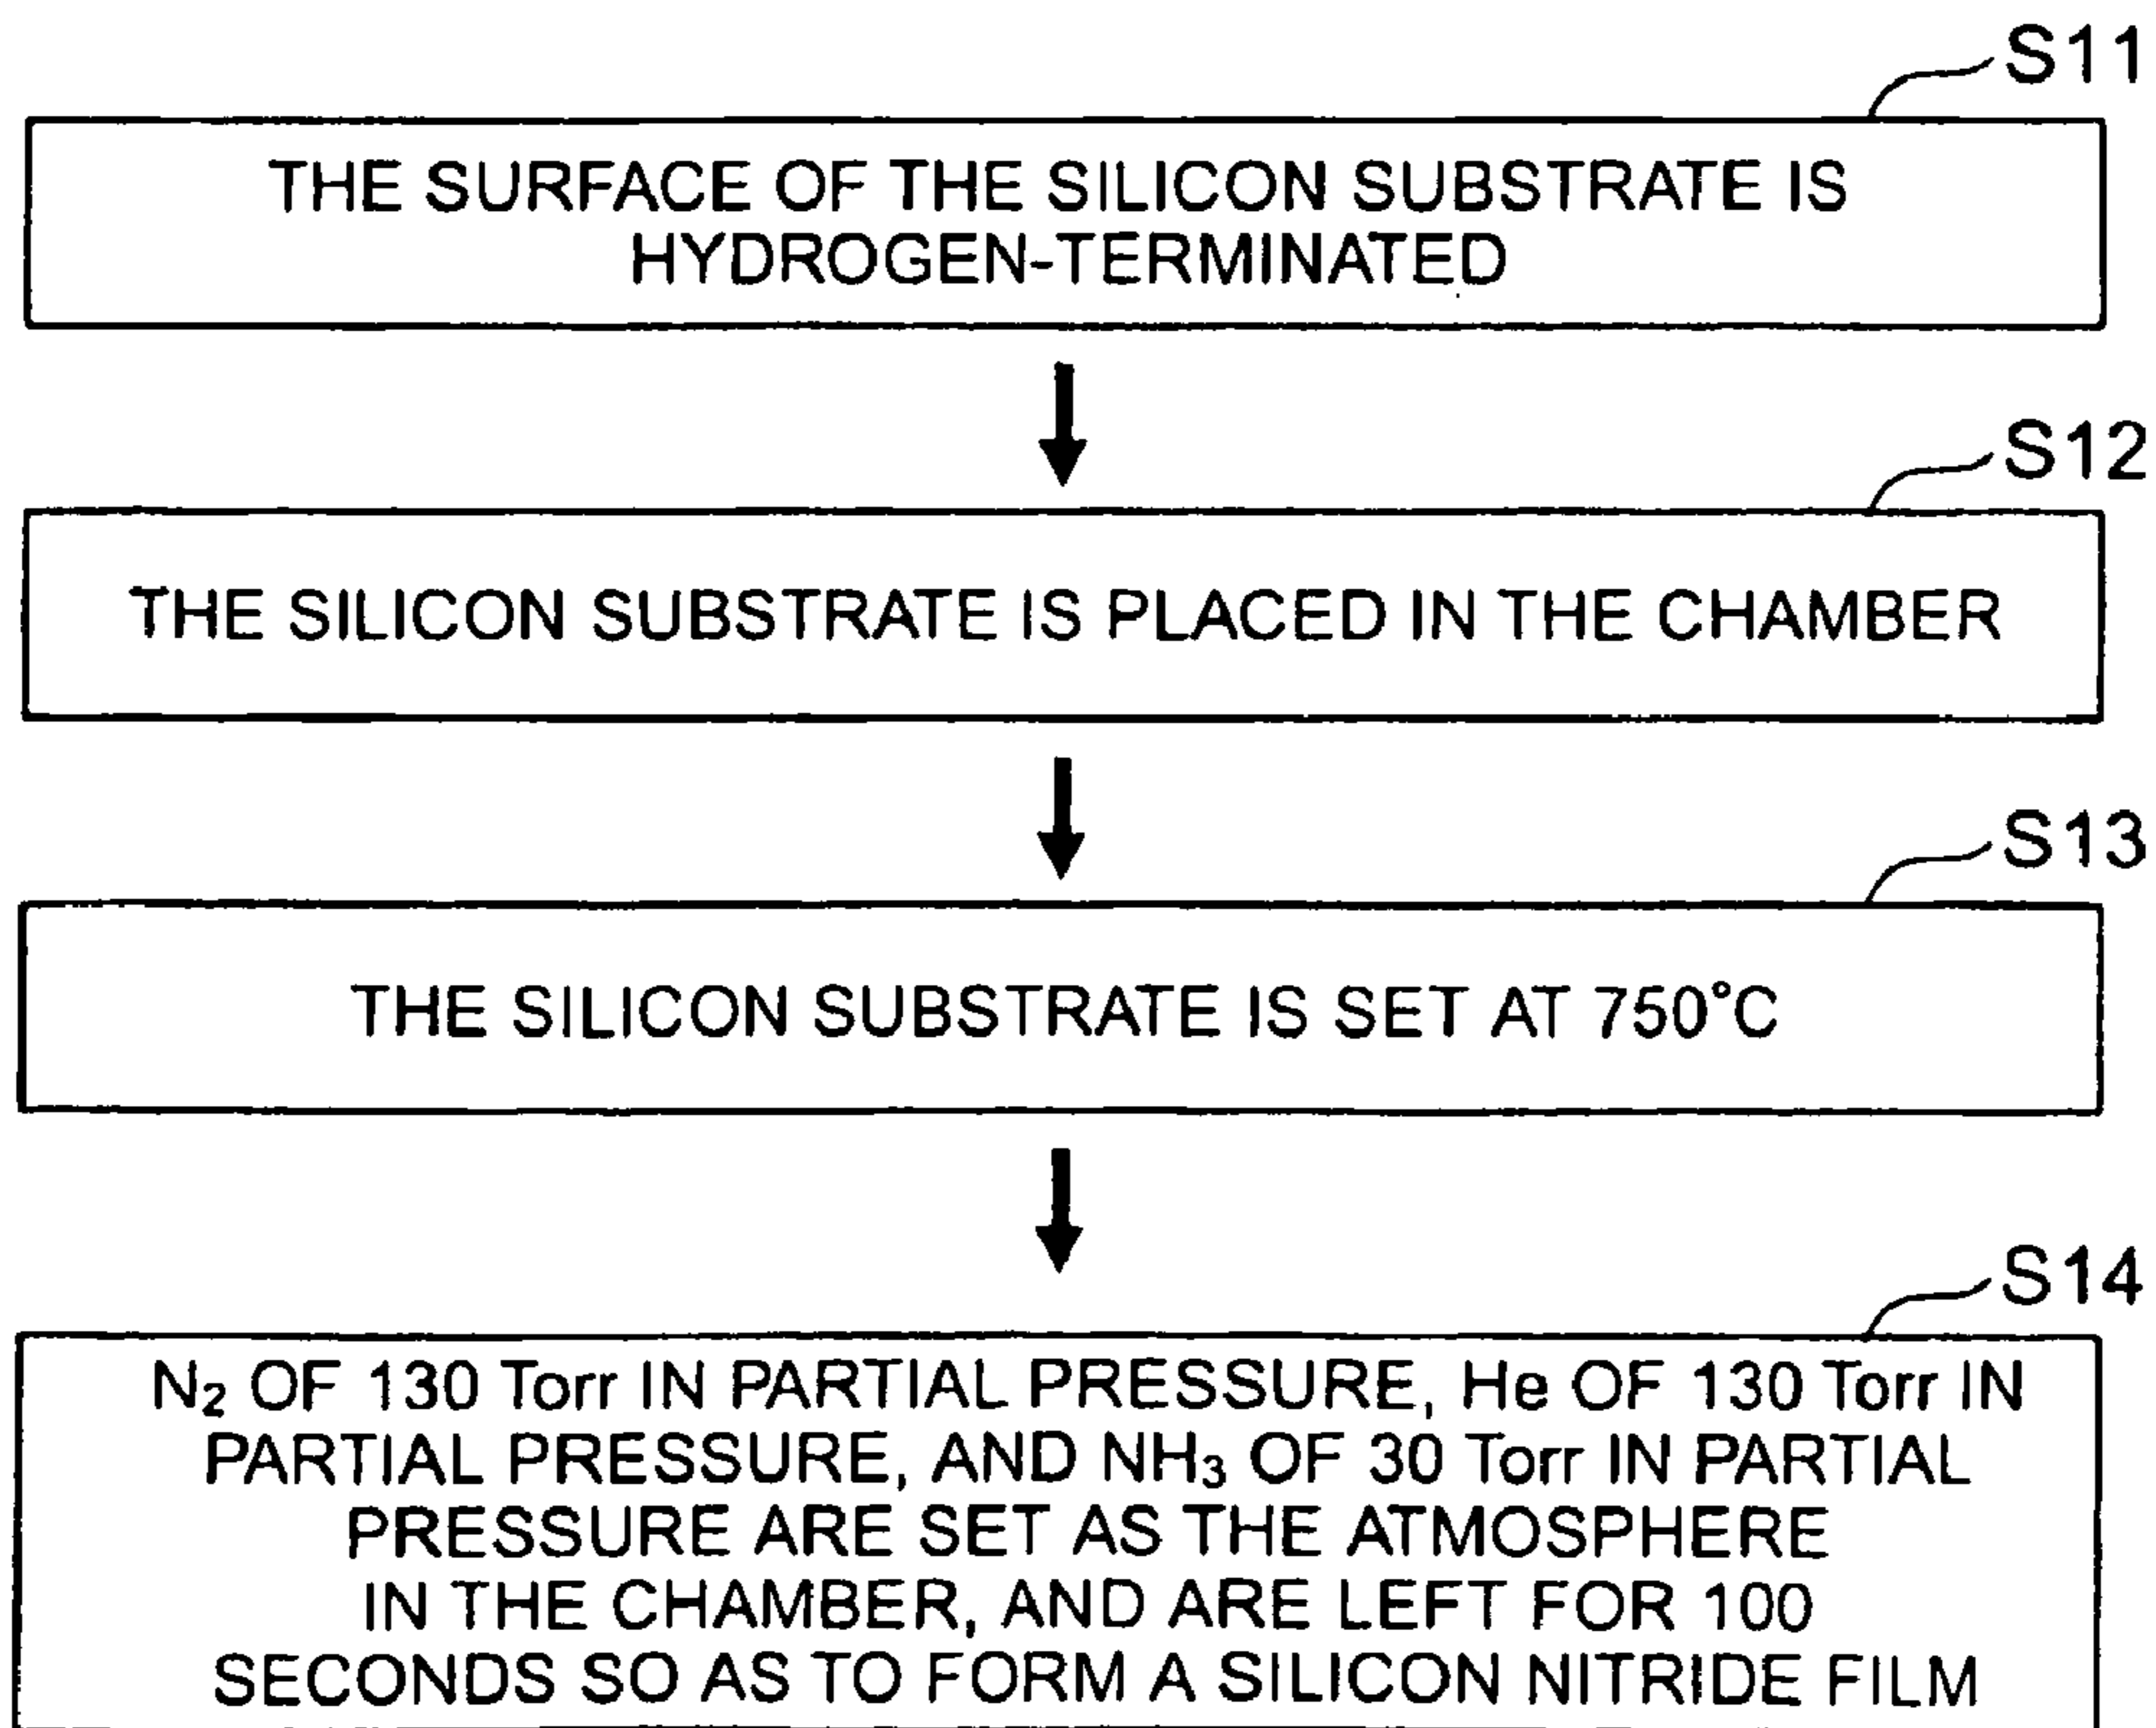 S11
THE SURFACE OF THE SILICON SUBSTRATE IS
HYDROGEN-TERMINATED
S12
THE SILICON SUBSTRATE IS PLACED IN THE CHAMBER
S13
THE SILICON SUBSTRATE IS SET AT 750°C
S14
N₂ OF 130 Torr IN PARTIAL PRESSURE, He OF 130 Torr IN
PARTIAL PRESSURE, AND NH₃ OF 30 Torr IN PARTIAL
PRESSURE ARE SET AS THE ATMOSPHERE
IN THE CHAMBER, AND ARE LEFT FOR 100
SECONDS SO AS TO FORM A SILICON NITRIDE FILM